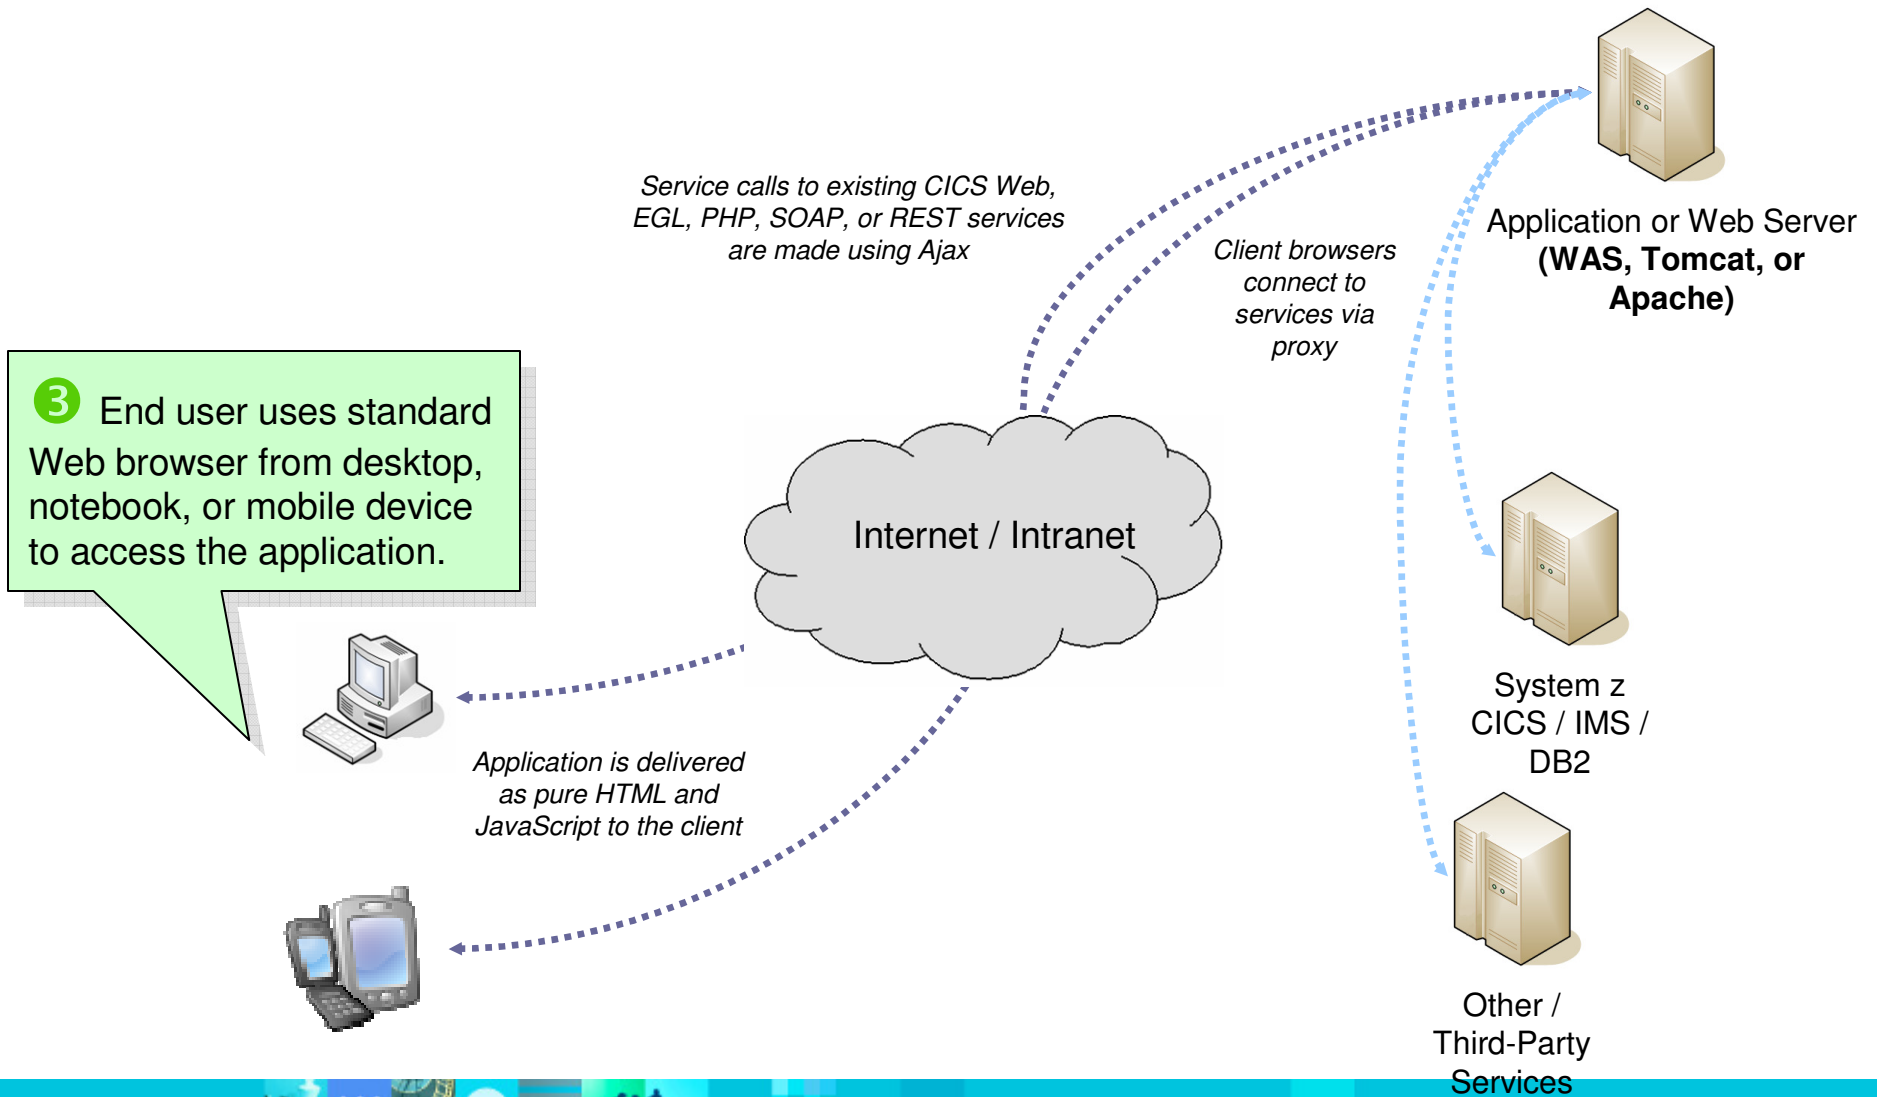 Service calls to existing CICS Web,
EGL, PHP, SOAP, or REST services
are made using Ajax
Client browsers
connect to
services via
proxy
Application or Web Server
(WAS, Tomcat, or
Apache)
3 End user uses standard
Web browser from desktop,
notebook, or mobile device
to access the application.
Internet / Intranet
System z
CICS / IMS /
DB2
Application is delivered
as pure HTML and
JavaScript to the client
Other /
Third-Party
Services